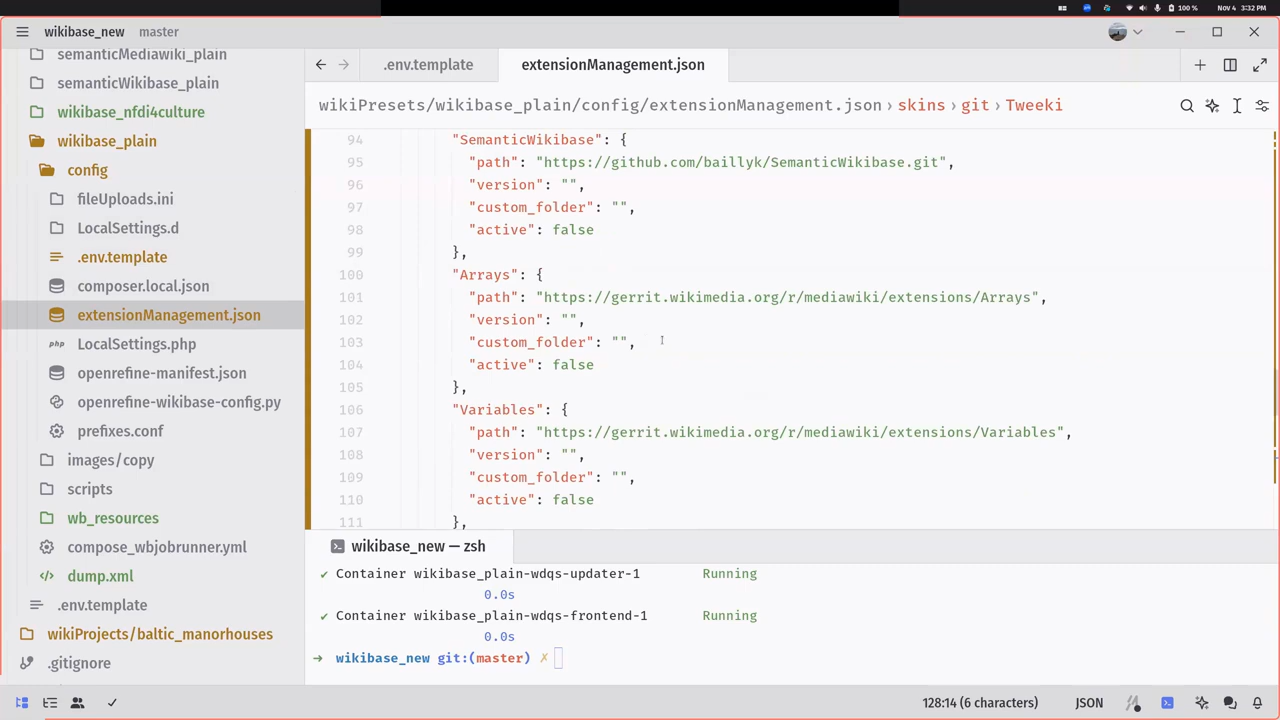 100 % Nov 4 3:32 PM
wikibase_new master
semanticMediawiki_plain
semanticWikibase_plain
wikibase_nfdi4culture
wikibase_plain
config
fileUploads.ini
LocalSettings.d
.env.template
composer.local.json
extensionManagement.json
php LocalSettings.php
openrefine-manifest.json
openrefine-wikibase-config.py
prefixes.conf
images/copy
scripts
wb_resources
compose_wbjobrunner.yml
dump.xml
.env.template
wikiProjects/baltic_manorhouses
.gitignore
.env.template extensionManagement.json
wikiPresets/wikibase_plain/config/extensionManagement.json › skins › git › Tweeki
94 "SemanticWikibase": {
95 "path": "https://github.com/baillyk/SemanticWikibase.git",
96 "version": "",
97 "custom_folder": "",
98 "active": false
99 },
100 "Arrays": {
101 "path": "https://gerrit.wikimedia.org/r/mediawiki/extensions/Arrays",
102 "version": "",
103 "custom_folder": "",
104 "active": false
105 },
106 "Variables": {
107 "path": "https://gerrit.wikimedia.org/r/mediawiki/extensions/Variables",
108 "version": "",
109 "custom_folder": "",
110 "active": false
111 },
wikibase_new — zsh
✔ Container wikibase_plain-wdqs-updater-1 Running
0.0s
✔ Container wikibase_plain-wdqs-frontend-1 Running
0.0s
→ wikibase_new git:(master) ✗
128:14 (6 characters) JSON